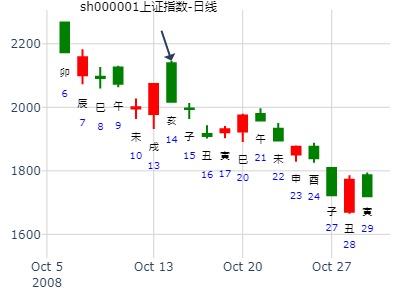 sh000001上证指数-日线
2200
2000
1800
1600
卯
6
辰
7
巳
8
午
9
未
10
戌
13
亥
14
子
15
丑
16
寅
17
巳
20
午
21
未
22
申
23
酉
24
子
27
丑
28
寅
29
Oct 5
2008
Oct 13
Oct 20
Oct 27